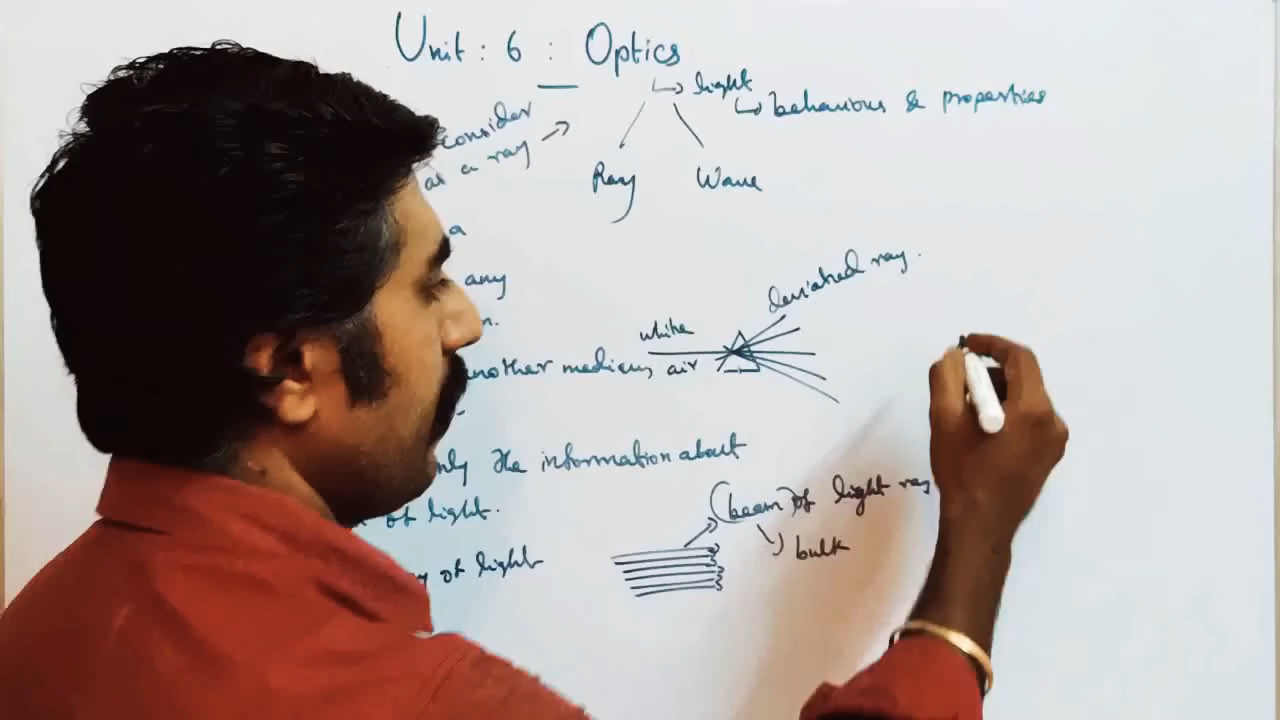 Unit : 6 : Optics
light
behaviours & properties
consider
as a ray
Ray
Wave
a
any
n.
deviated ray.
white
another medium air
only the information about
of light.
(beam) of light ray
bulk
of light